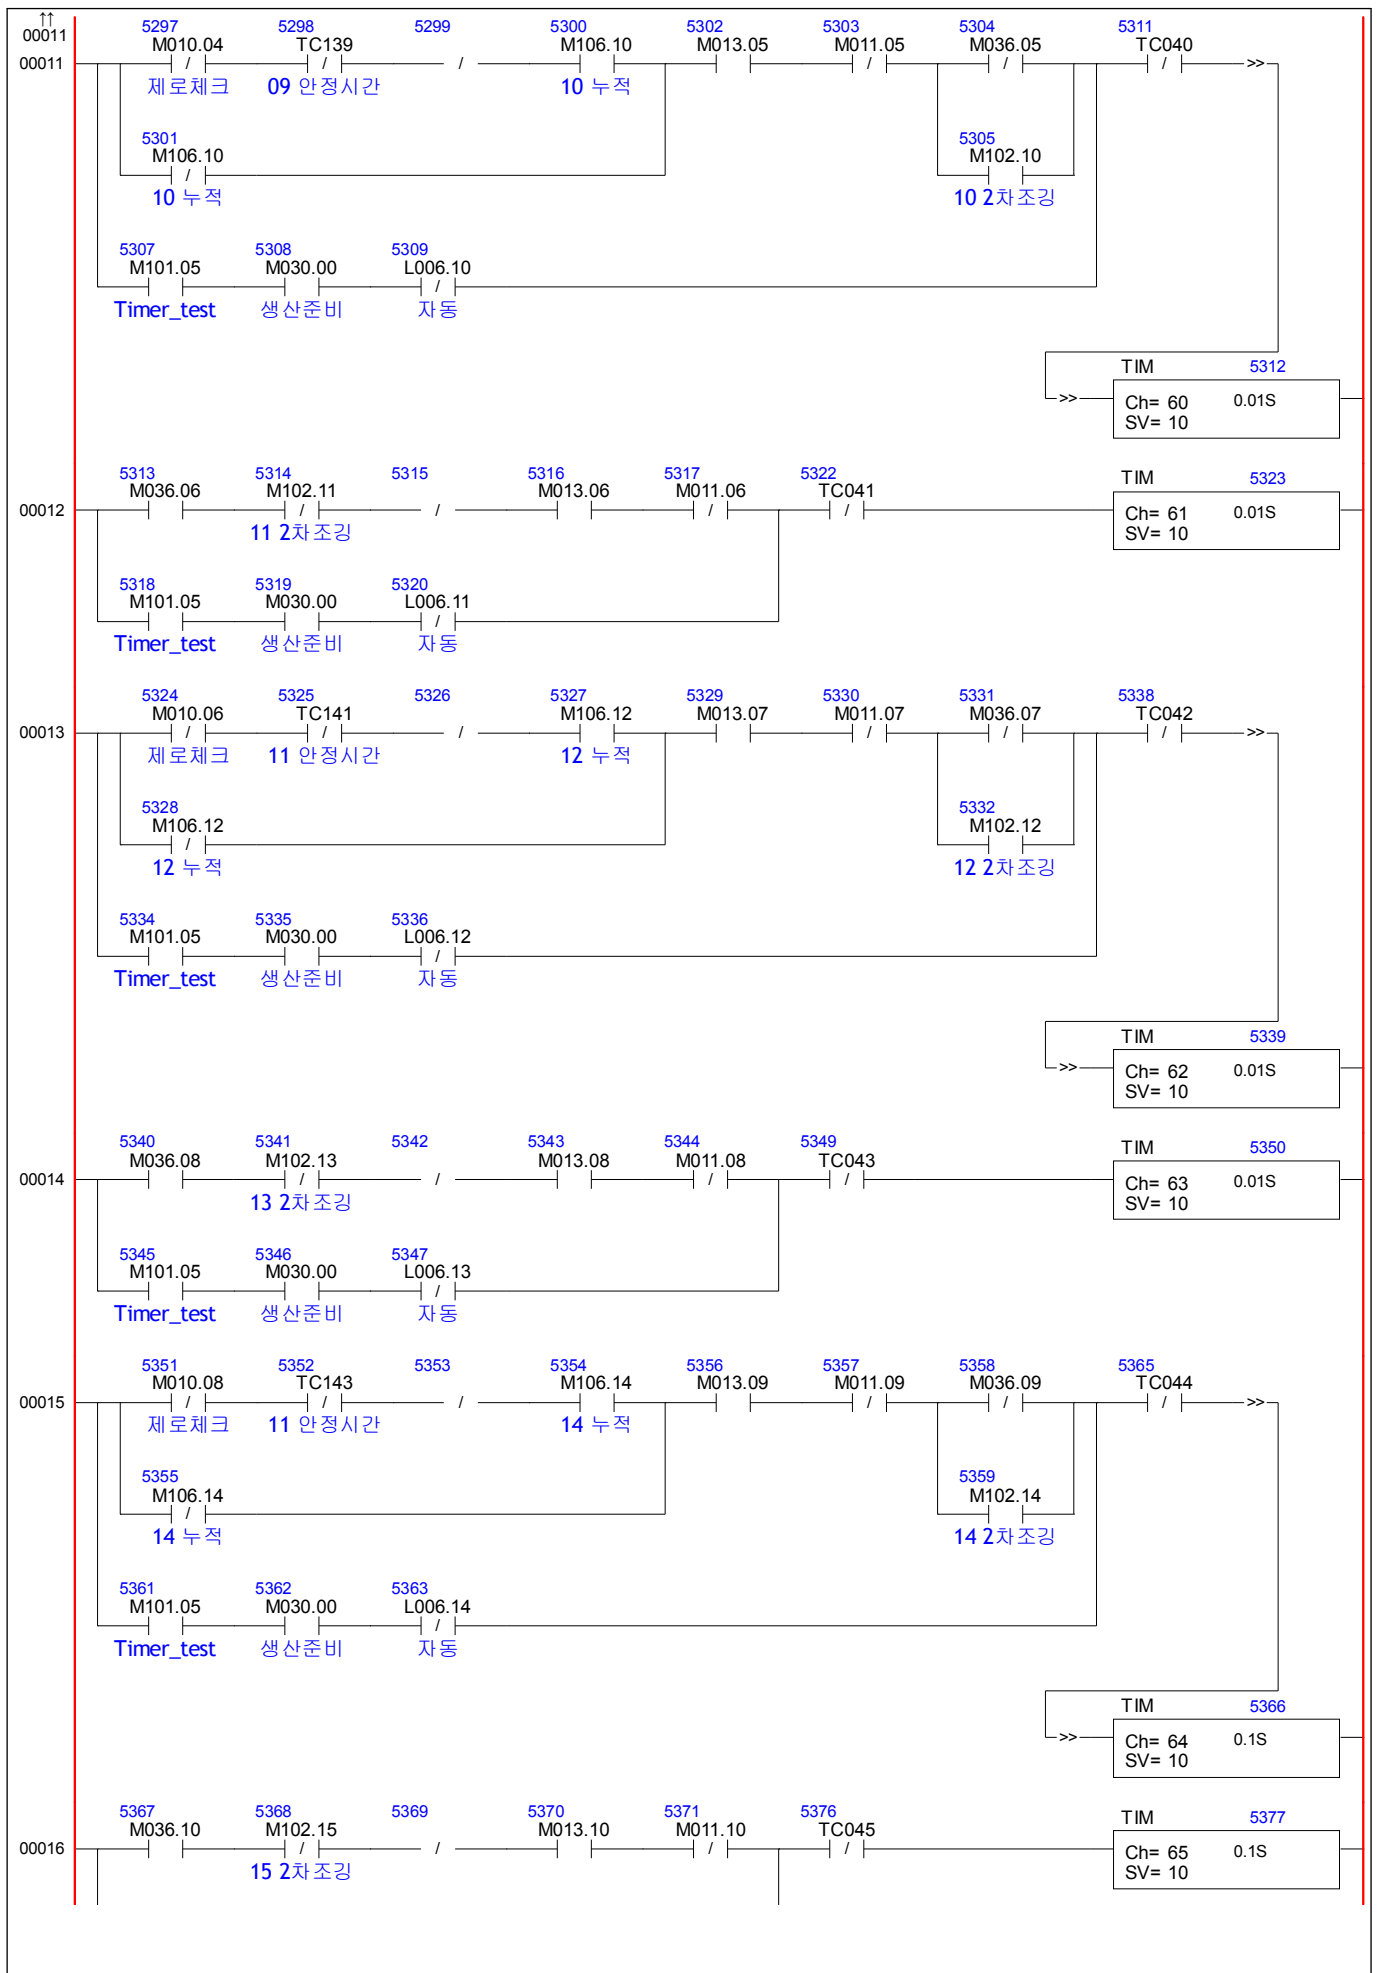 ↑↑
00011
5297 5298 5299 5300 5302 5303 5304 5311
M010.04 TC139 M106.10 M013.05 M011.05 M036.05 TC040
00011 / / / / / / >>
제로체크 09 안정시간 10 누적
5301 5305
M106.10 M102.10
/
10 누적 10 2차조깅
5307 5308 5309
M101.05 M030.00 L006.10
/
Timer_test 생산준비 자동
TIM 5312
>> Ch= 60 0.01S
SV= 10
5313 5314 5315 5316 5317 5322 TIM 5323
M036.06 M102.11 M013.06 M011.06 TC041
00012 / / / / Ch= 61 0.01S
11 2차조깅 SV= 10
5318 5319 5320
M101.05 M030.00 L006.11
/
Timer_test 생산준비 자동
5324 5325 5326 5327 5329 5330 5331 5338
M010.06 TC141 M106.12 M013.07 M011.07 M036.07 TC042
00013 / / / / / / >>
제로체크 11 안정시간 12 누적
5328 5332
M106.12 M102.12
/
12 누적 12 2차조깅
5334 5335 5336
M101.05 M030.00 L006.12
/
Timer_test 생산준비 자동
TIM 5339
>> Ch= 62 0.01S
SV= 10
5340 5341 5342 5343 5344 5349 TIM 5350
M036.08 M102.13 M013.08 M011.08 TC043
00014 / / / / Ch= 63 0.01S
13 2차조깅 SV= 10
5345 5346 5347
M101.05 M030.00 L006.13
/
Timer_test 생산준비 자동
5351 5352 5353 5354 5356 5357 5358 5365
M010.08 TC143 M106.14 M013.09 M011.09 M036.09 TC044
00015 / / / / / / >>
제로체크 11 안정시간 14 누적
5355 5359
M106.14 M102.14
/
14 누적 14 2차조깅
5361 5362 5363
M101.05 M030.00 L006.14
/
Timer_test 생산준비 자동
TIM 5366
>> Ch= 64 0.1S
SV= 10
5367 5368 5369 5370 5371 5376 TIM 5377
M036.10 M102.15 M013.10 M011.10 TC045
00016 / / / / Ch= 65 0.1S
15 2차조깅 SV= 10